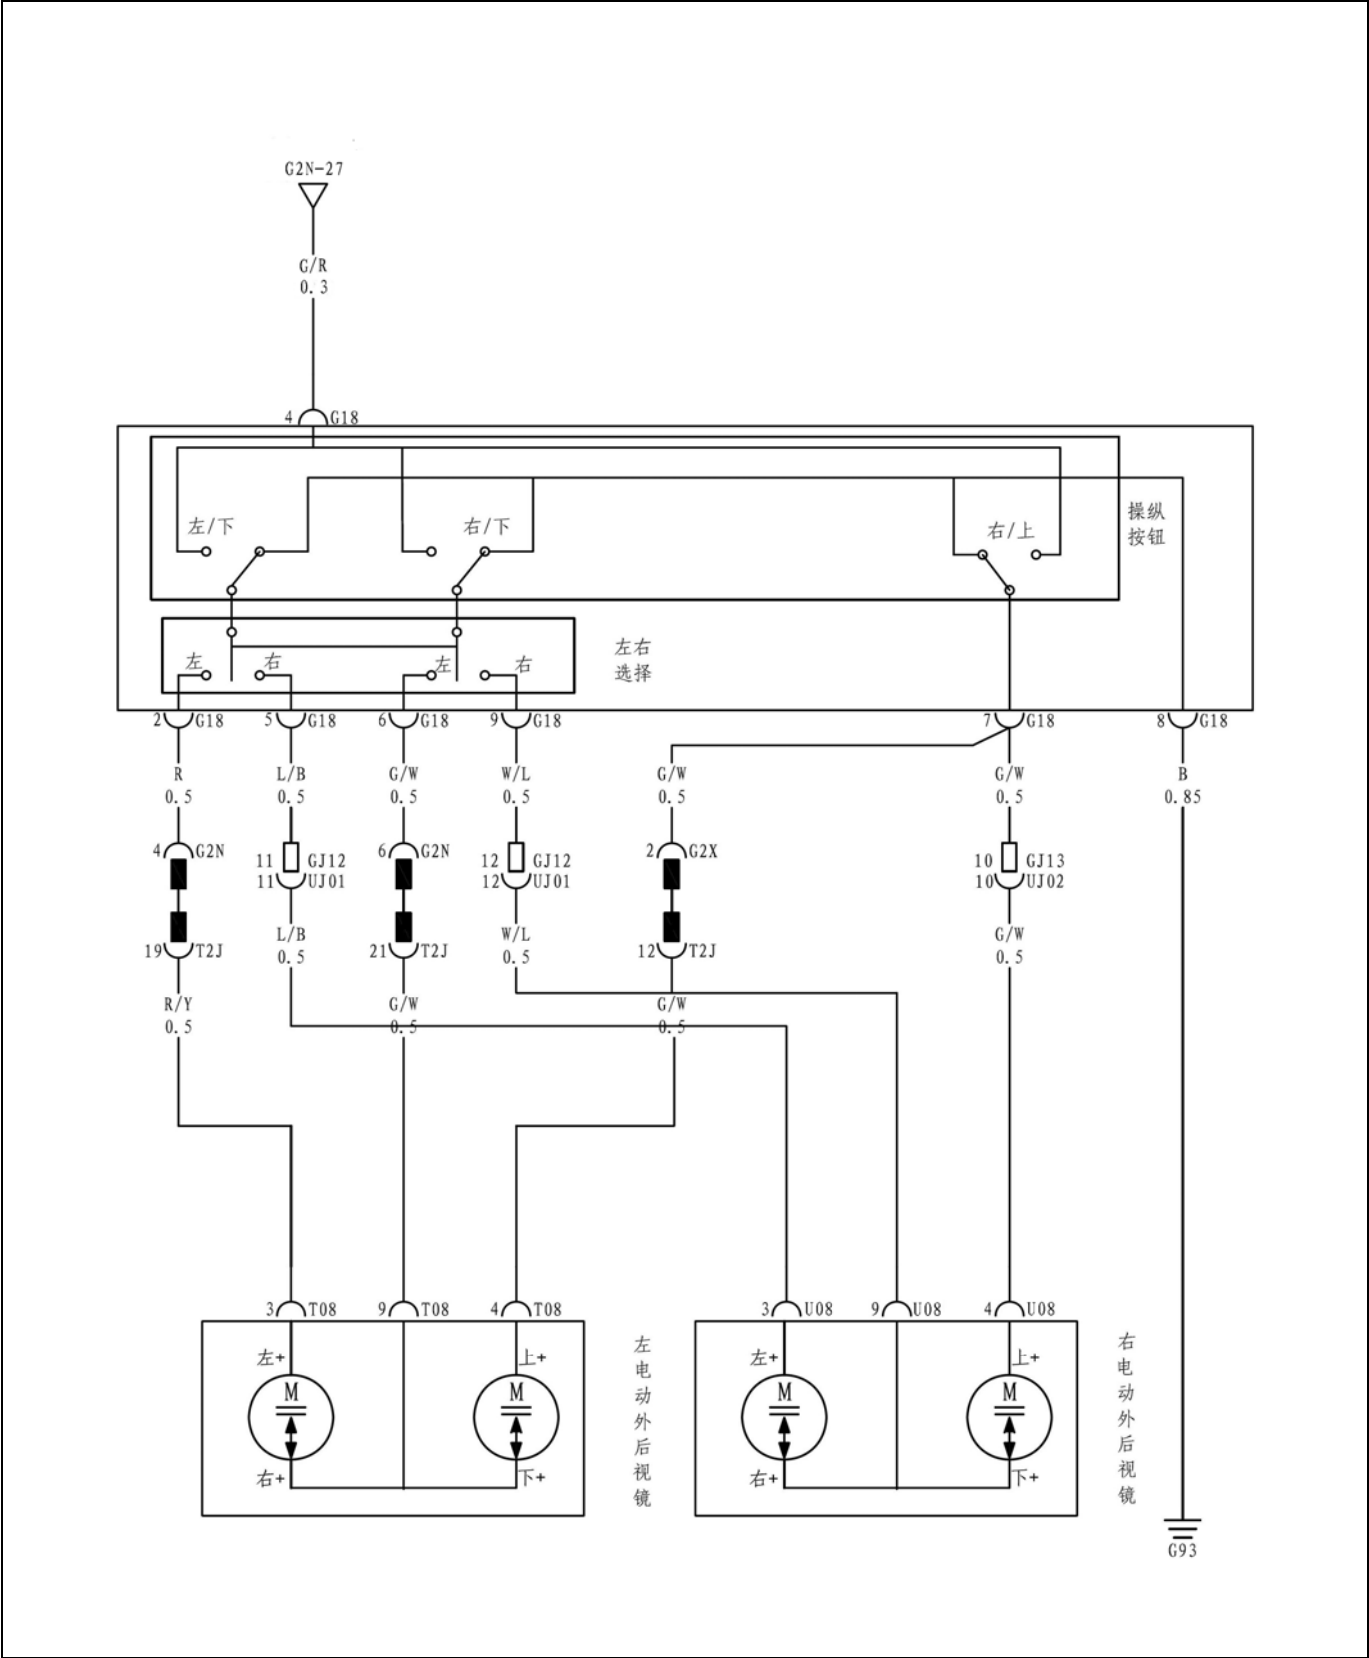 G2N-27
G/R
0.3
4 G18
左/下 右/下 右/上
操纵
按钮
左 右 左 右
左右
选择
2 G18 5 G18 6 G18 9 G18 7 G18 8 G18
R L/B G/W W/L G/W G/W B
0.5 0.5 0.5 0.5 0.5 0.5 0.85
4 G2N 11 GJ12 6 G2N 12 GJ12 2 G2X 10 GJ13
11 UJ01 12 UJ01 10 UJ02
L/B W/L G/W
0.5 0.5 0.5
19 T2J 21 T2J 12 T2J
R/Y G/W G/W
0.5 0.5 0.5
3 T08 9 T08 4 T08 3 U08 9 U08 4 U08
左+ 上+ 左+ 上+
M M M M
右+ 下+ 右+ 下+
左电动外后视镜
右电动外后视镜
G93